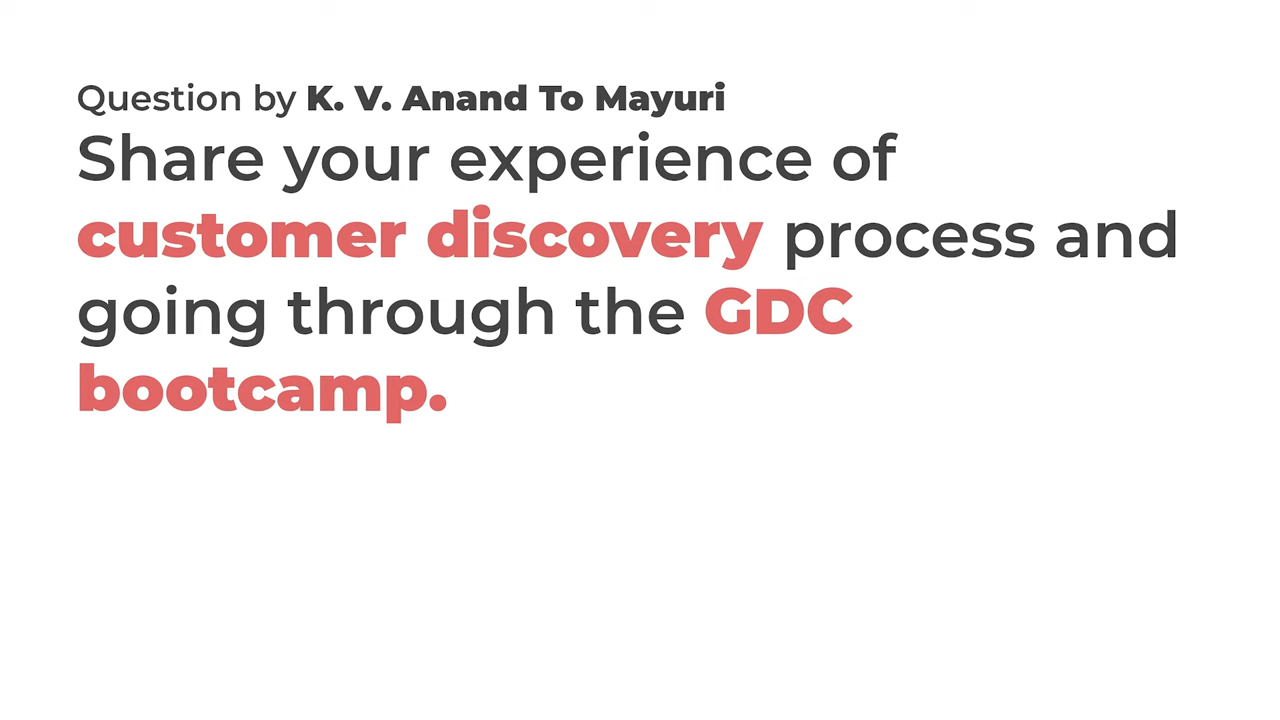 Question by K. V. Anand To Mayuri
Share your experience of
customer discovery process and
going through the GDC
bootcamp.